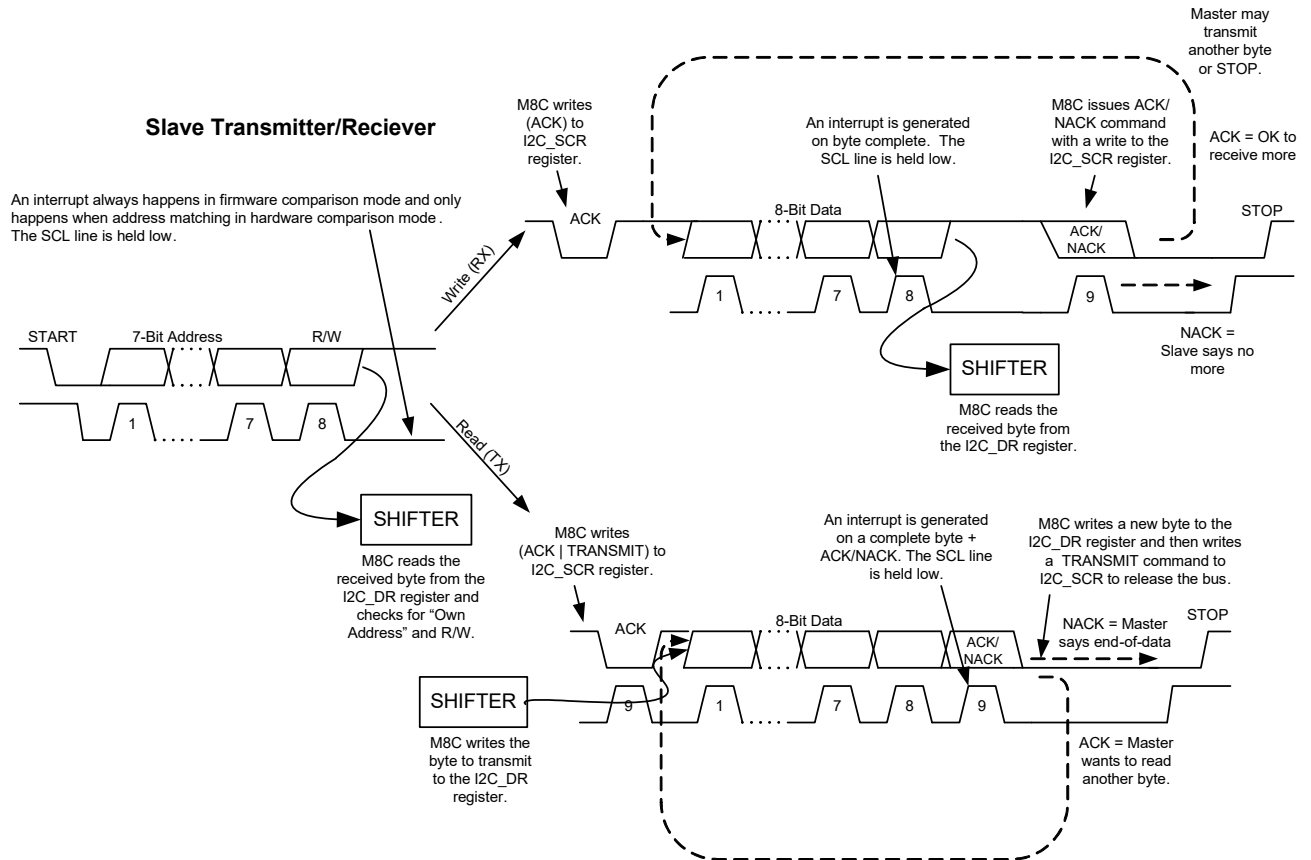 Master may
transmit
another byte
or STOP.
Slave Transmitter/Reciever
M8C writes
(ACK) to
I2C_SCR
register.
An interrupt is generated
on byte complete. The
SCL line is held low.
M8C issues ACK/
NACK command
with a write to the
I2C_SCR register.
ACK = OK to
receive more
An interrupt always happens in firmware comparison mode and only
happens when address matching in hardware comparison mode.
The SCL line is held low.
ACK
8-Bit Data
ACK/
NACK
STOP
Write (RX)
1
7
8
9
NACK =
Slave says no
more
START
7-Bit Address
R/W
1
7
8
SHIFTER
M8C reads the
received byte from
the I2C_DR register.
Read (TX)
SHIFTER
M8C reads the
received byte from the
I2C_DR register and
checks for “Own
Address” and R/W.
M8C writes
(ACK | TRANSMIT) to
I2C_SCR register.
An interrupt is generated
on a complete byte +
ACK/NACK. The SCL line
is held low.
M8C writes a new byte to the
I2C_DR register and then writes
a TRANSMIT command to
I2C_SCR to release the bus.
ACK
8-Bit Data
ACK/
NACK
NACK = Master
says end-of-data
STOP
SHIFTER
9
1
7
8
9
M8C writes the
byte to transmit
to the I2C_DR
register.
ACK = Master
wants to read
another byte.